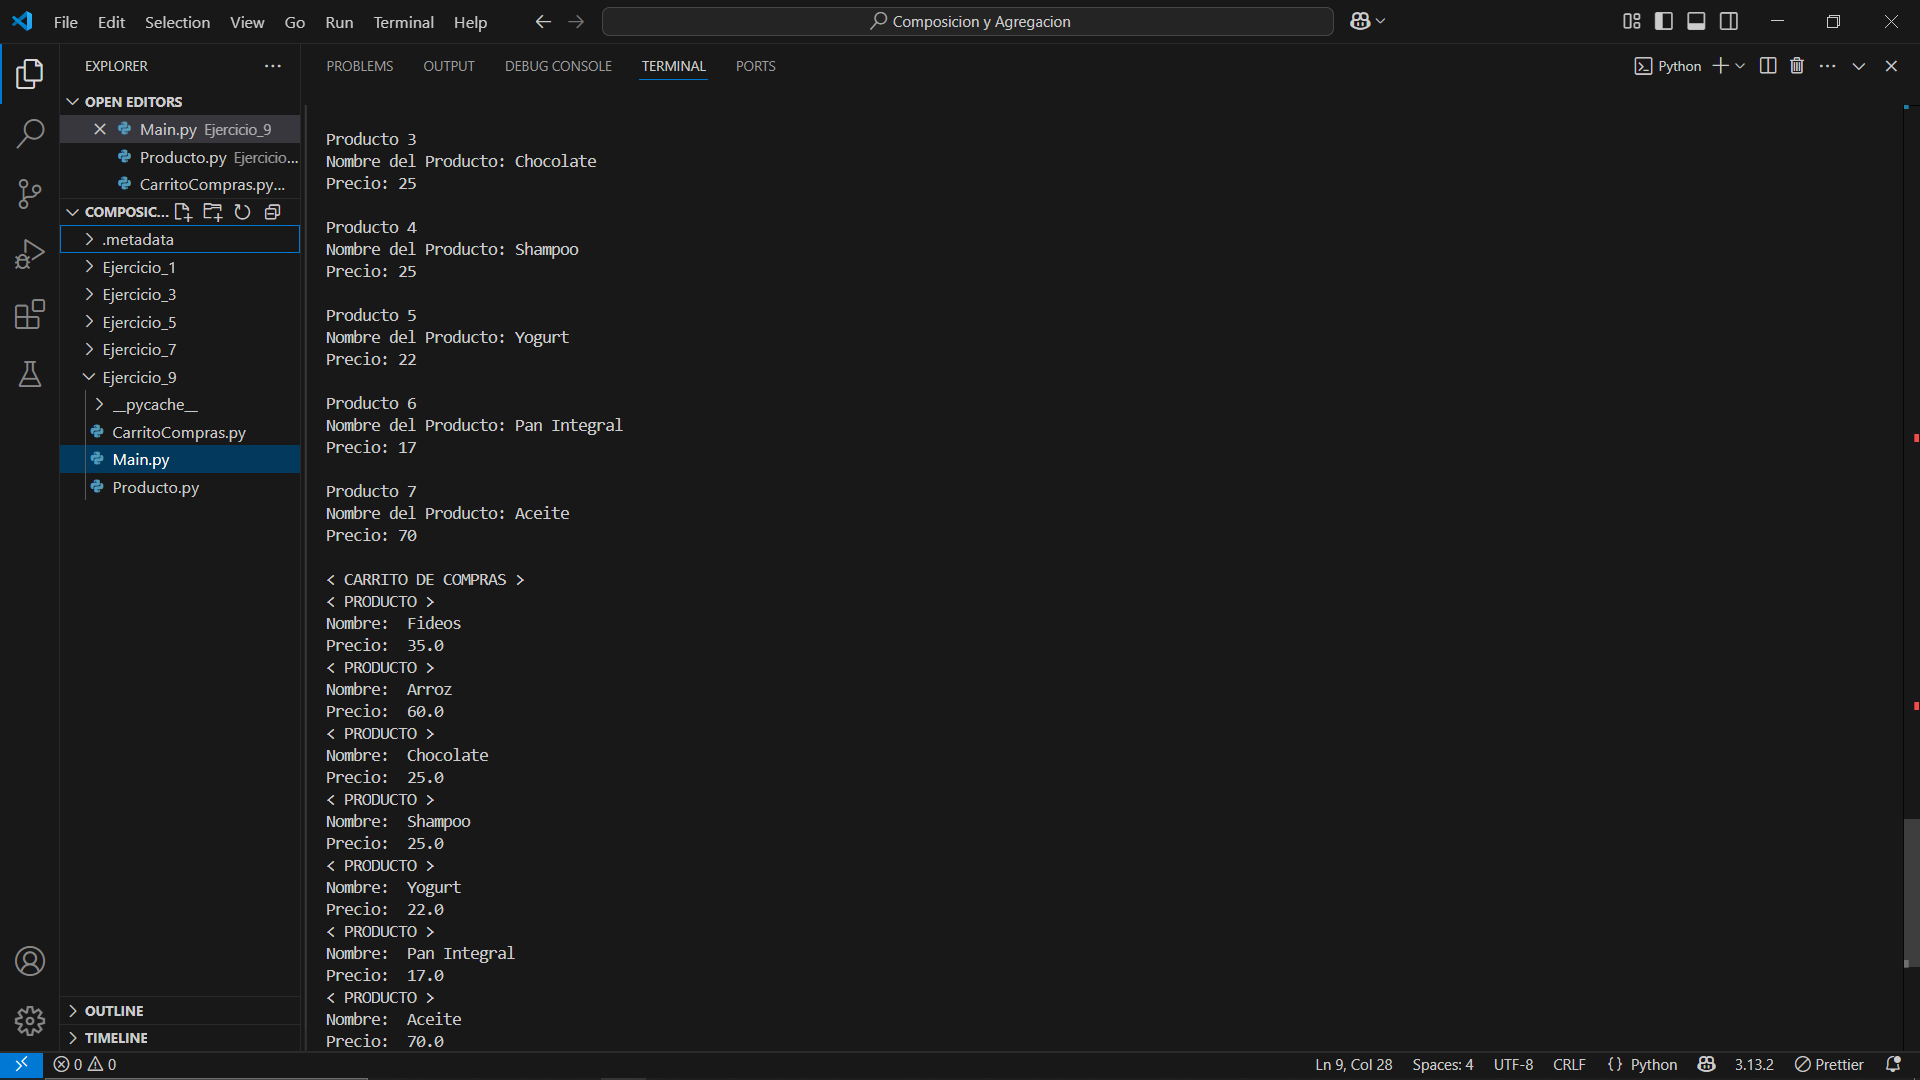 File Edit Selection View Go Run Terminal Help
Composicion y Agregacion
EXPLORER
OPEN EDITORS
Main.py Ejercicio_9
Producto.py Ejercicio...
CarritoCompras.py...
COMPOSIC...
.metadata
Ejercicio_1
Ejercicio_3
Ejercicio_5
Ejercicio_7
Ejercicio_9
__pycache__
CarritoCompras.py
Main.py
Producto.py
OUTLINE
TIMELINE
PROBLEMS OUTPUT DEBUG CONSOLE TERMINAL PORTS
Python
Producto 3
Nombre del Producto: Chocolate
Precio: 25
Producto 4
Nombre del Producto: Shampoo
Precio: 25
Producto 5
Nombre del Producto: Yogurt
Precio: 22
Producto 6
Nombre del Producto: Pan Integral
Precio: 17
Producto 7
Nombre del Producto: Aceite
Precio: 70
< CARRITO DE COMPRAS >
< PRODUCTO >
Nombre:  Fideos
Precio:  35.0
< PRODUCTO >
Nombre:  Arroz
Precio:  60.0
< PRODUCTO >
Nombre:  Chocolate
Precio:  25.0
< PRODUCTO >
Nombre:  Shampoo
Precio:  25.0
< PRODUCTO >
Nombre:  Yogurt
Precio:  22.0
< PRODUCTO >
Nombre:  Pan Integral
Precio:  17.0
< PRODUCTO >
Nombre:  Aceite
Precio:  70.0
0 0
Ln 9, Col 28 Spaces: 4 UTF-8 CRLF {} Python 3.13.2 Prettier